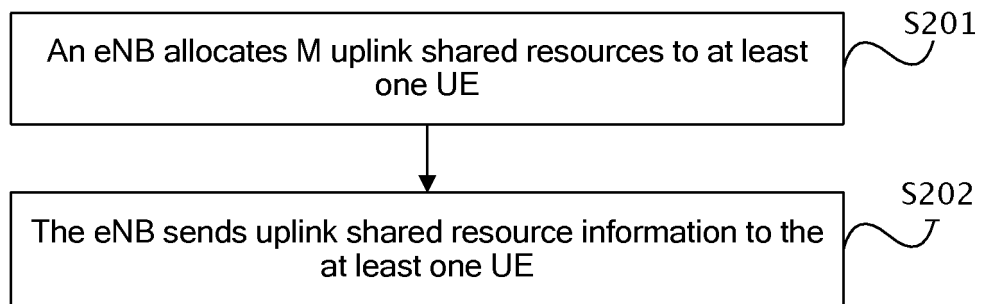 S201
An eNB allocates M uplink shared resources to at least
one UE
S202
The eNB sends uplink shared resource information to the
at least one UE